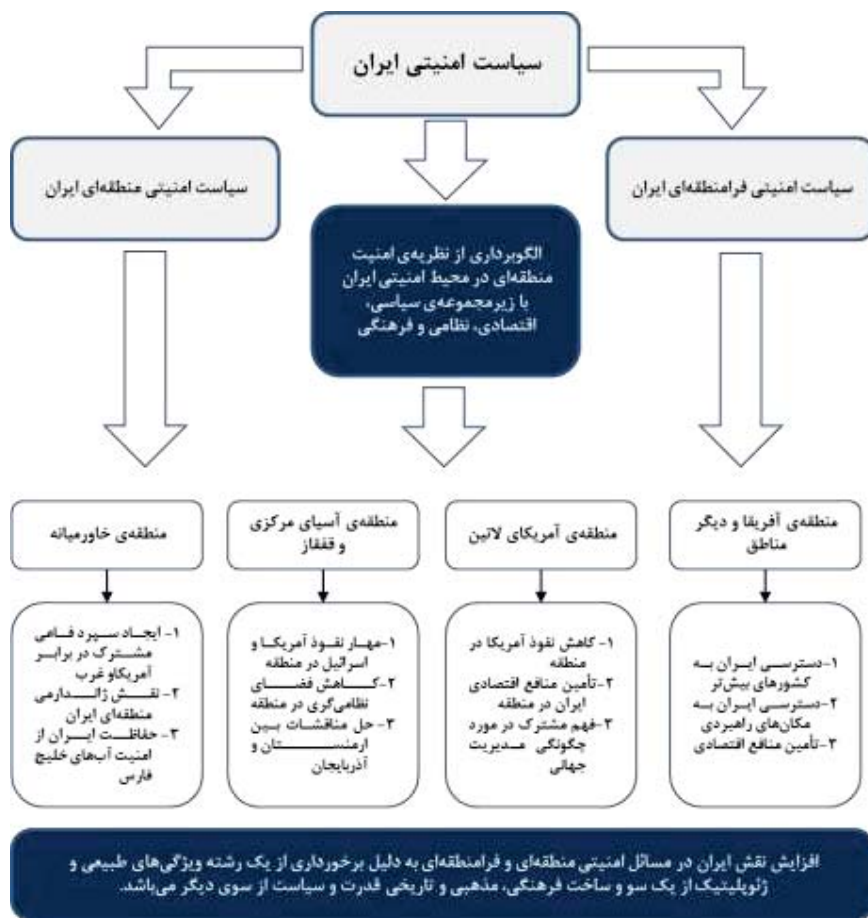 سیاست امنیتی ایران
سیاست امنیتی فرامنطقه‌ای ایران
سیاست امنیتی منطقه‌ای ایران
الگوبرداری از نظریه‌ی امنیت
منطقه‌ای در محیط امنیتی ایران
با زیرمجموعه‌ی سیاسی،
اقتصادی، نظامی و فرهنگی
منطقه‌ی آفریقا و دیگر
مناطق
۱-دسترسی ایران به
کشورهای بیش‌تر
۲-دسترسی ایران به
مکان‌های راهبردی
۳-تأمین منافع اقتصادی
منطقه‌ی آمریکای لاتین
۱- کاهش نفوذ آمریکا در
منطقه
۲-تأمین منافع اقتصادی
ایران در منطقه
۳-فهم مشترک در مورد
چگونگی مدیریت
جهانی
منطقه‌ی آسیای مرکزی
و قفقاز
۱-مهار نفوذ آمریکا و
اسرائیل در منطقه
۲-کاهش فضای
نظامی‌گری در منطقه
۳- حل مناقشات بین
ارمنستان و
آذربایجان
منطقه‌ی خاورمیانه
۱- ایجاد سپرد فاعی
مشترک در برابر
آمریکاو غرب
۲- نقش ژاندارمی
منطقه‌ای ایران
۳- حفاظت ایران از
امنیت آب‌های خلیج
فارس
افزایش نقش ایران در مسائل امنیتی منطقه‌ای و فرامنطقه‌ای به دلیل برخورداری از یک رشته ویژگی‌های طبیعی و
ژئوپلیتیک از یک سو و ساخت فرهنگی، مذهبی و تاریخی قدرت و سیاست از سوی دیگر می‌باشد.